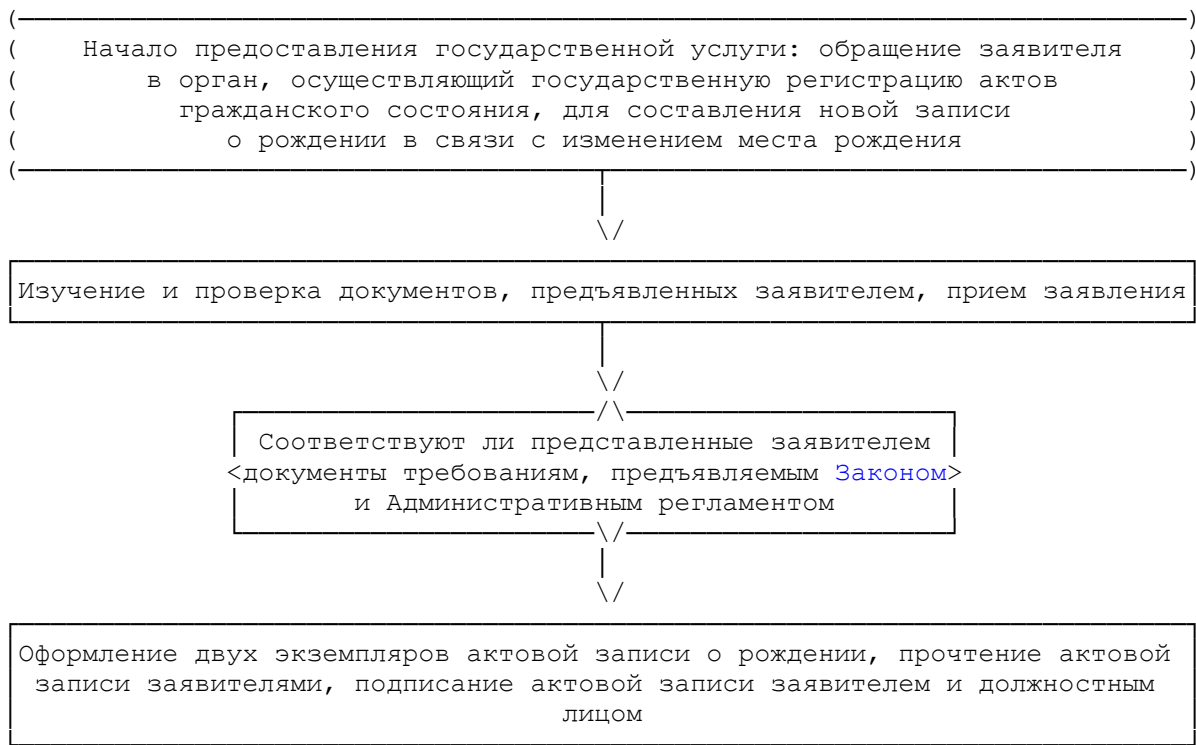 Начало предоставления государственной услуги: обращение заявителя
в орган, осуществляющий государственную регистрацию актов
гражданского состояния, для составления новой записи
о рождении в связи с изменением места рождения
Изучение и проверка документов, предъявленных заявителем, прием заявления
Соответствуют ли представленные заявителем
<документы требованиям, предъявляемым Законом>
и Административным регламентом
Оформление двух экземпляров актовой записи о рождении, прочтение актовой
записи заявителями, подписание актовой записи заявителем и должностным
лицом